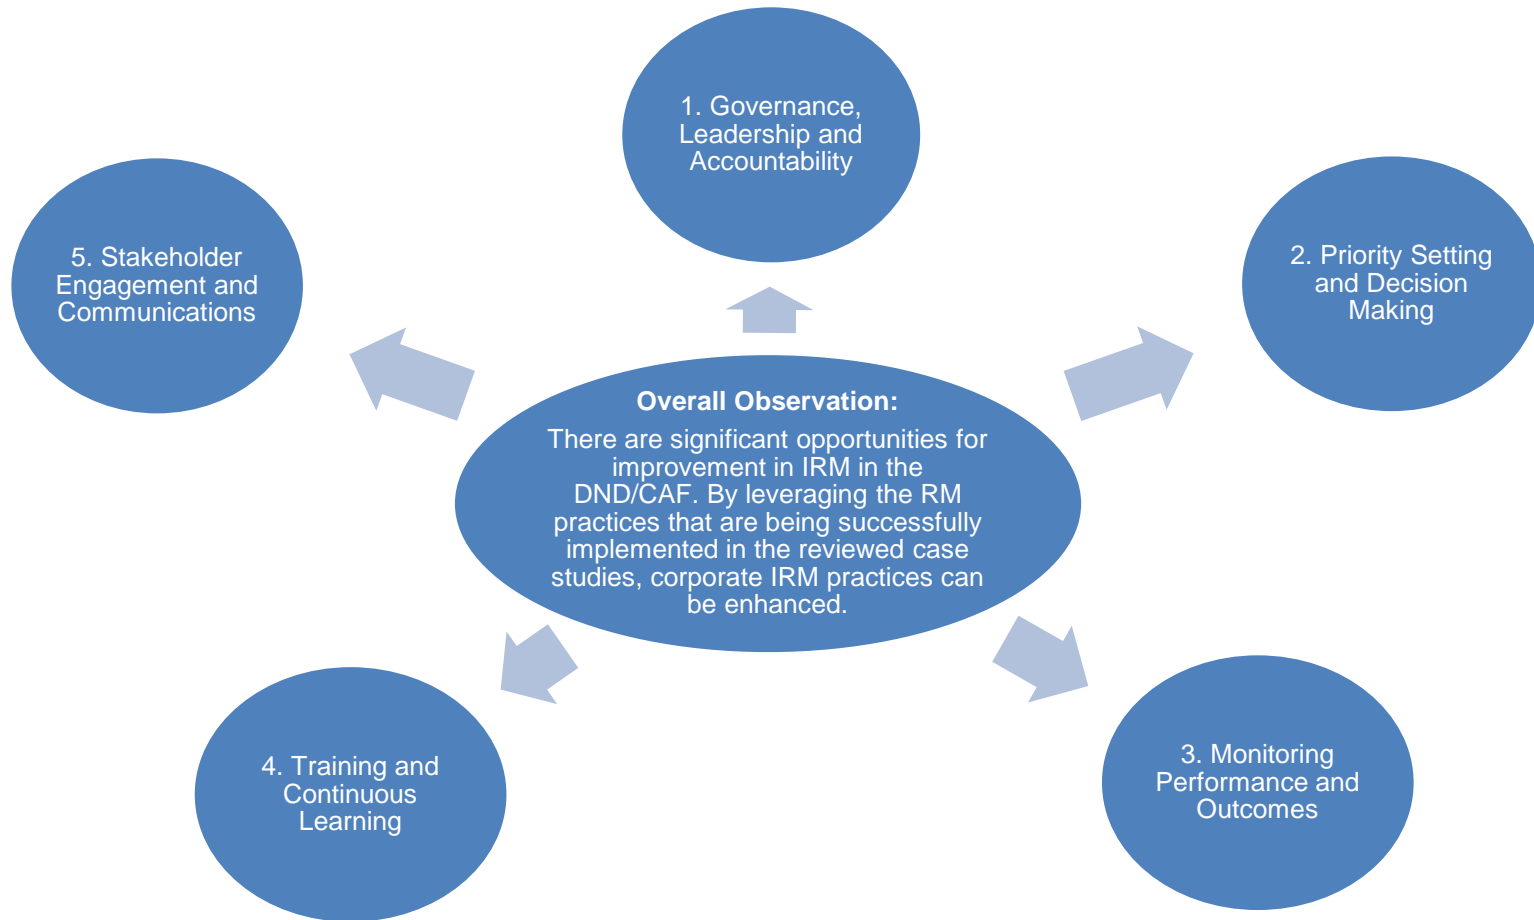 1. Governance,
Leadership and
Accountability
2. Priority Setting
and Decision
Making
3. Monitoring
Performance and
Outcomes
4. Training and
Continuous
Learning
5. Stakeholder
Engagement and
Communications
Overall Observation:
There are significant opportunities for
improvement in IRM in the
DND/CAF. By leveraging the RM
practices that are being successfully
implemented in the reviewed case
studies, corporate IRM practices can
be enhanced.